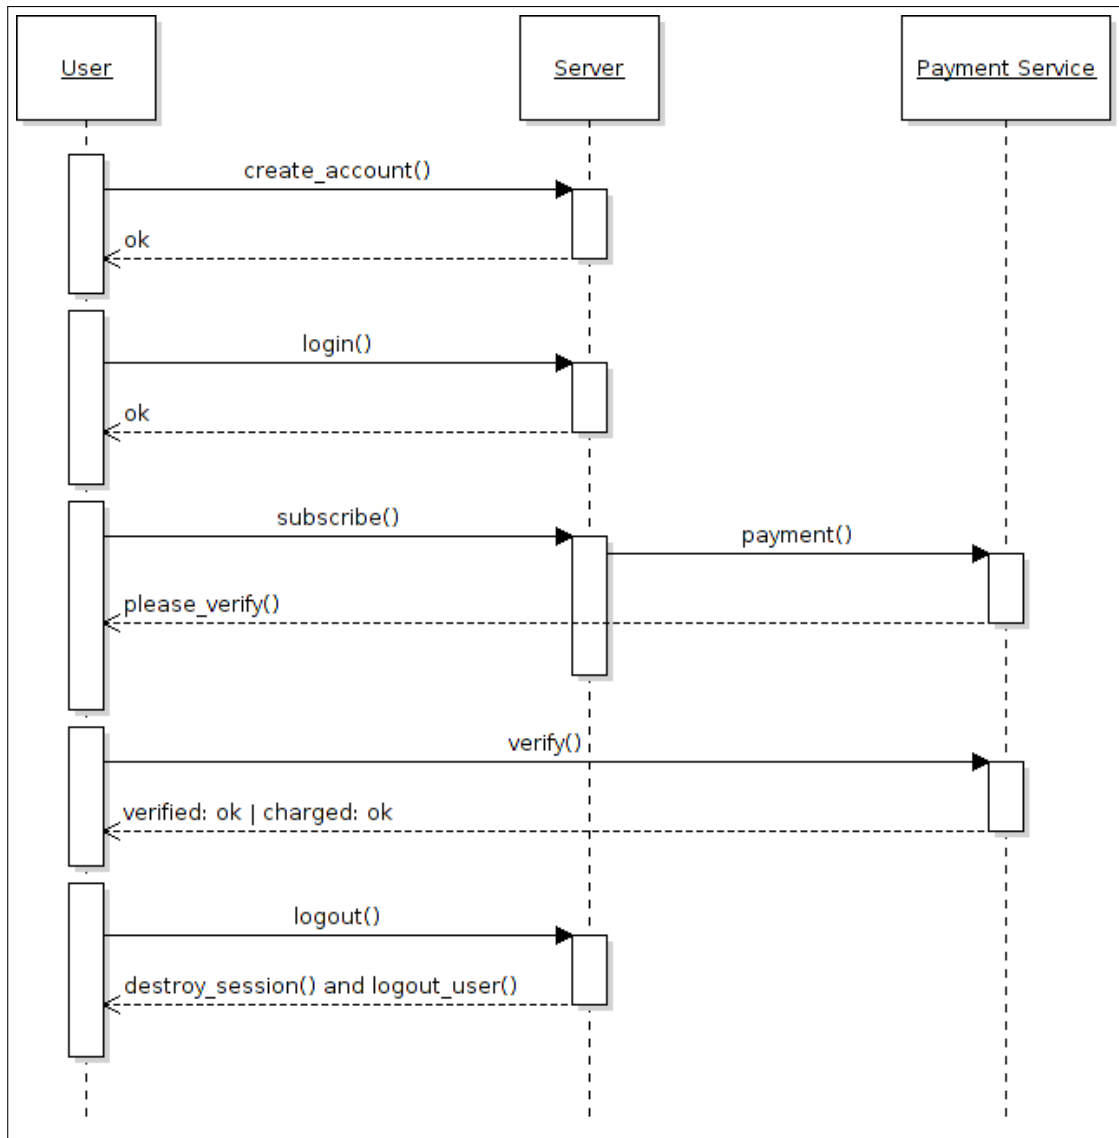 User
Server
Payment Service
create_account()
ok
login()
ok
subscribe()
payment()
please_verify()
verify()
verified: ok | charged: ok
logout()
destroy_session() and logout_user()